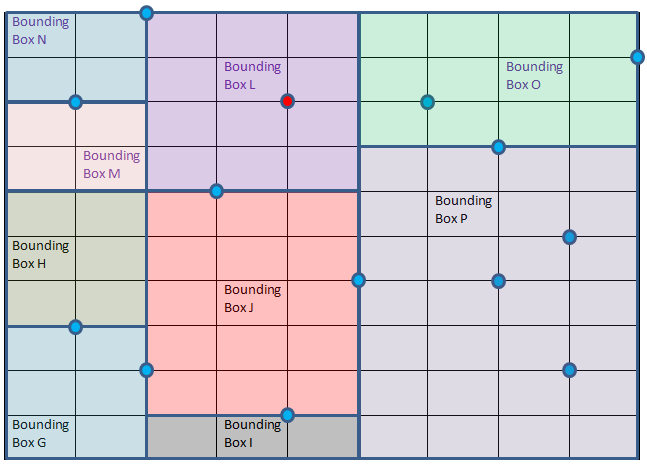 Bounding
Box N
Bounding
Box L
Bounding
Box O
Bounding
Box M
Bounding
Box P
Bounding
Box H
Bounding
Box J
Bounding
Box G
Bounding
Box I